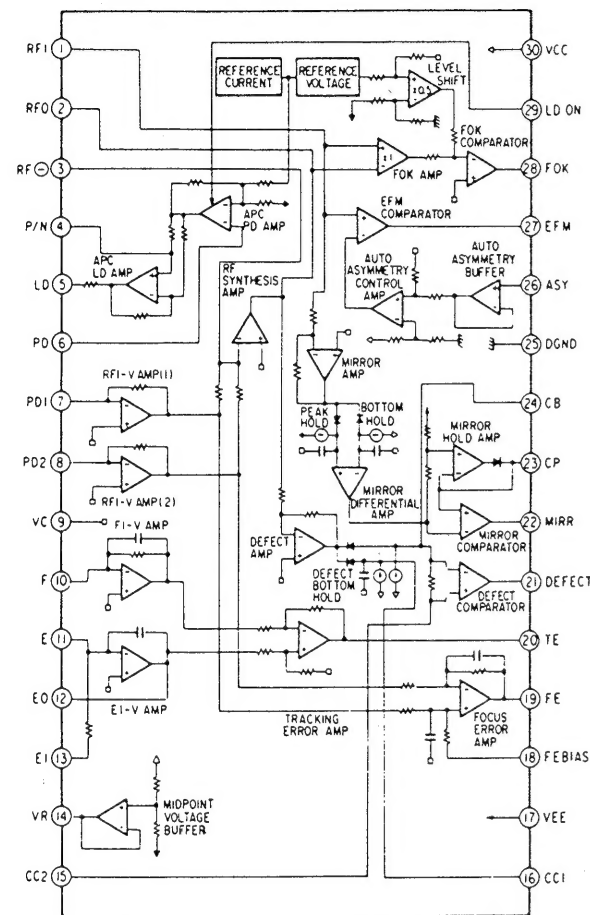 RFI 1
RFO 2
RF⊖ 3
P/N 4
LD 5
PD 6
PD1 7
PD2 8
VC 9
F 10
E 11
EO 12
EI 13
VR 14
CC2 15
30 VCC
29 LD ON
28 FOK
27 EFM
26 ASY
25 DGND
24 CB
23 CP
22 MIRR
21 DEFECT
20 TE
19 FE
18 FEBIAS
17 VEE
16 CC1
REFERENCE
CURRENT
REFERENCE
VOLTAGE
LEVEL
SHIFT
FOK
COMPARATOR
FOK AMP
APC
PD AMP
EFM
COMPARATOR
APC
LD AMP
RF
SYNTHESIS
AMP
AUTO
ASYMMETRY
CONTROL
AMP
AUTO
ASYMMETRY
BUFFER
MIRROR
AMP
RFI-V AMP(1)
PEAK
HOLD
BOTTOM
HOLD
MIRROR
HOLD AMP
RFI-V AMP(2)
MIRROR
DIFFERENTIAL
AMP
MIRROR
COMPARATOR
FI-V AMP
DEFECT
AMP
DEFECT
BOTTOM
HOLD
DEFECT
COMPARATOR
EI-V AMP
TRACKING
ERROR AMP
FOCUS
ERROR
AMP
MIDPOINT
VOLTAGE
BUFFER